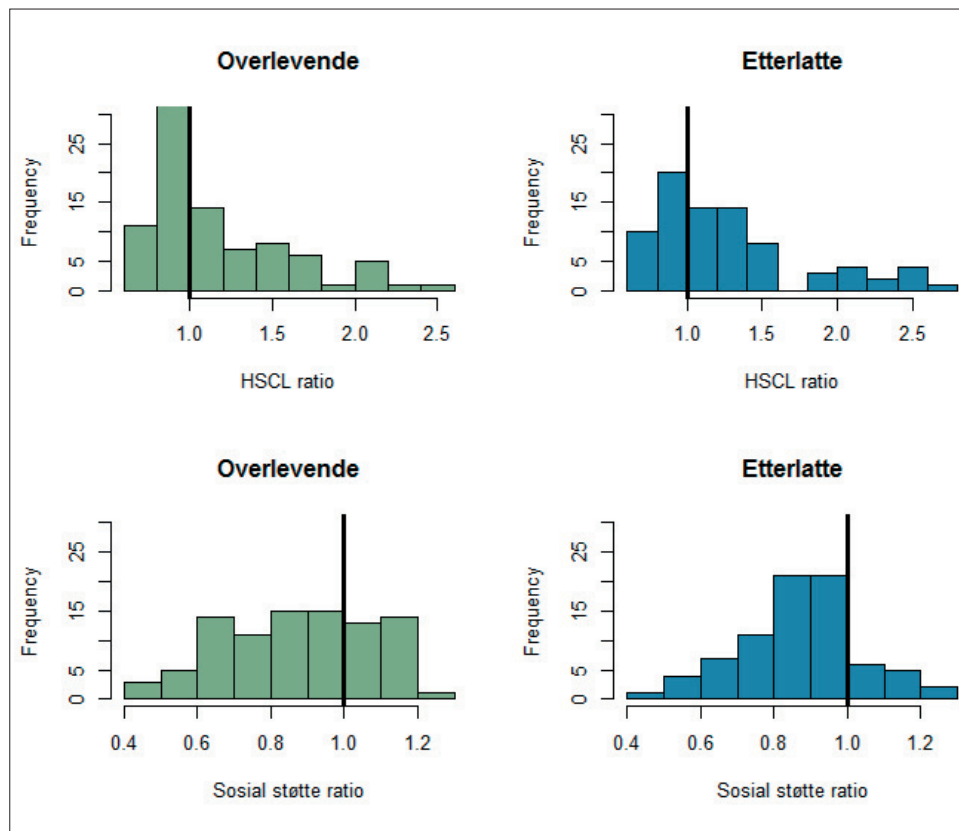 Overlevende
Frequency
0 5 15 25
1.0 1.5 2.0 2.5
HSCL ratio
Etterlatte
Frequency
0 5 15 25
1.0 1.5 2.0 2.5
HSCL ratio
Overlevende
Frequency
0 5 15 25
0.4 0.6 0.8 1.0 1.2
Sosial støtte ratio
Etterlatte
Frequency
0 5 15 25
0.4 0.6 0.8 1.0 1.2
Sosial støtte ratio